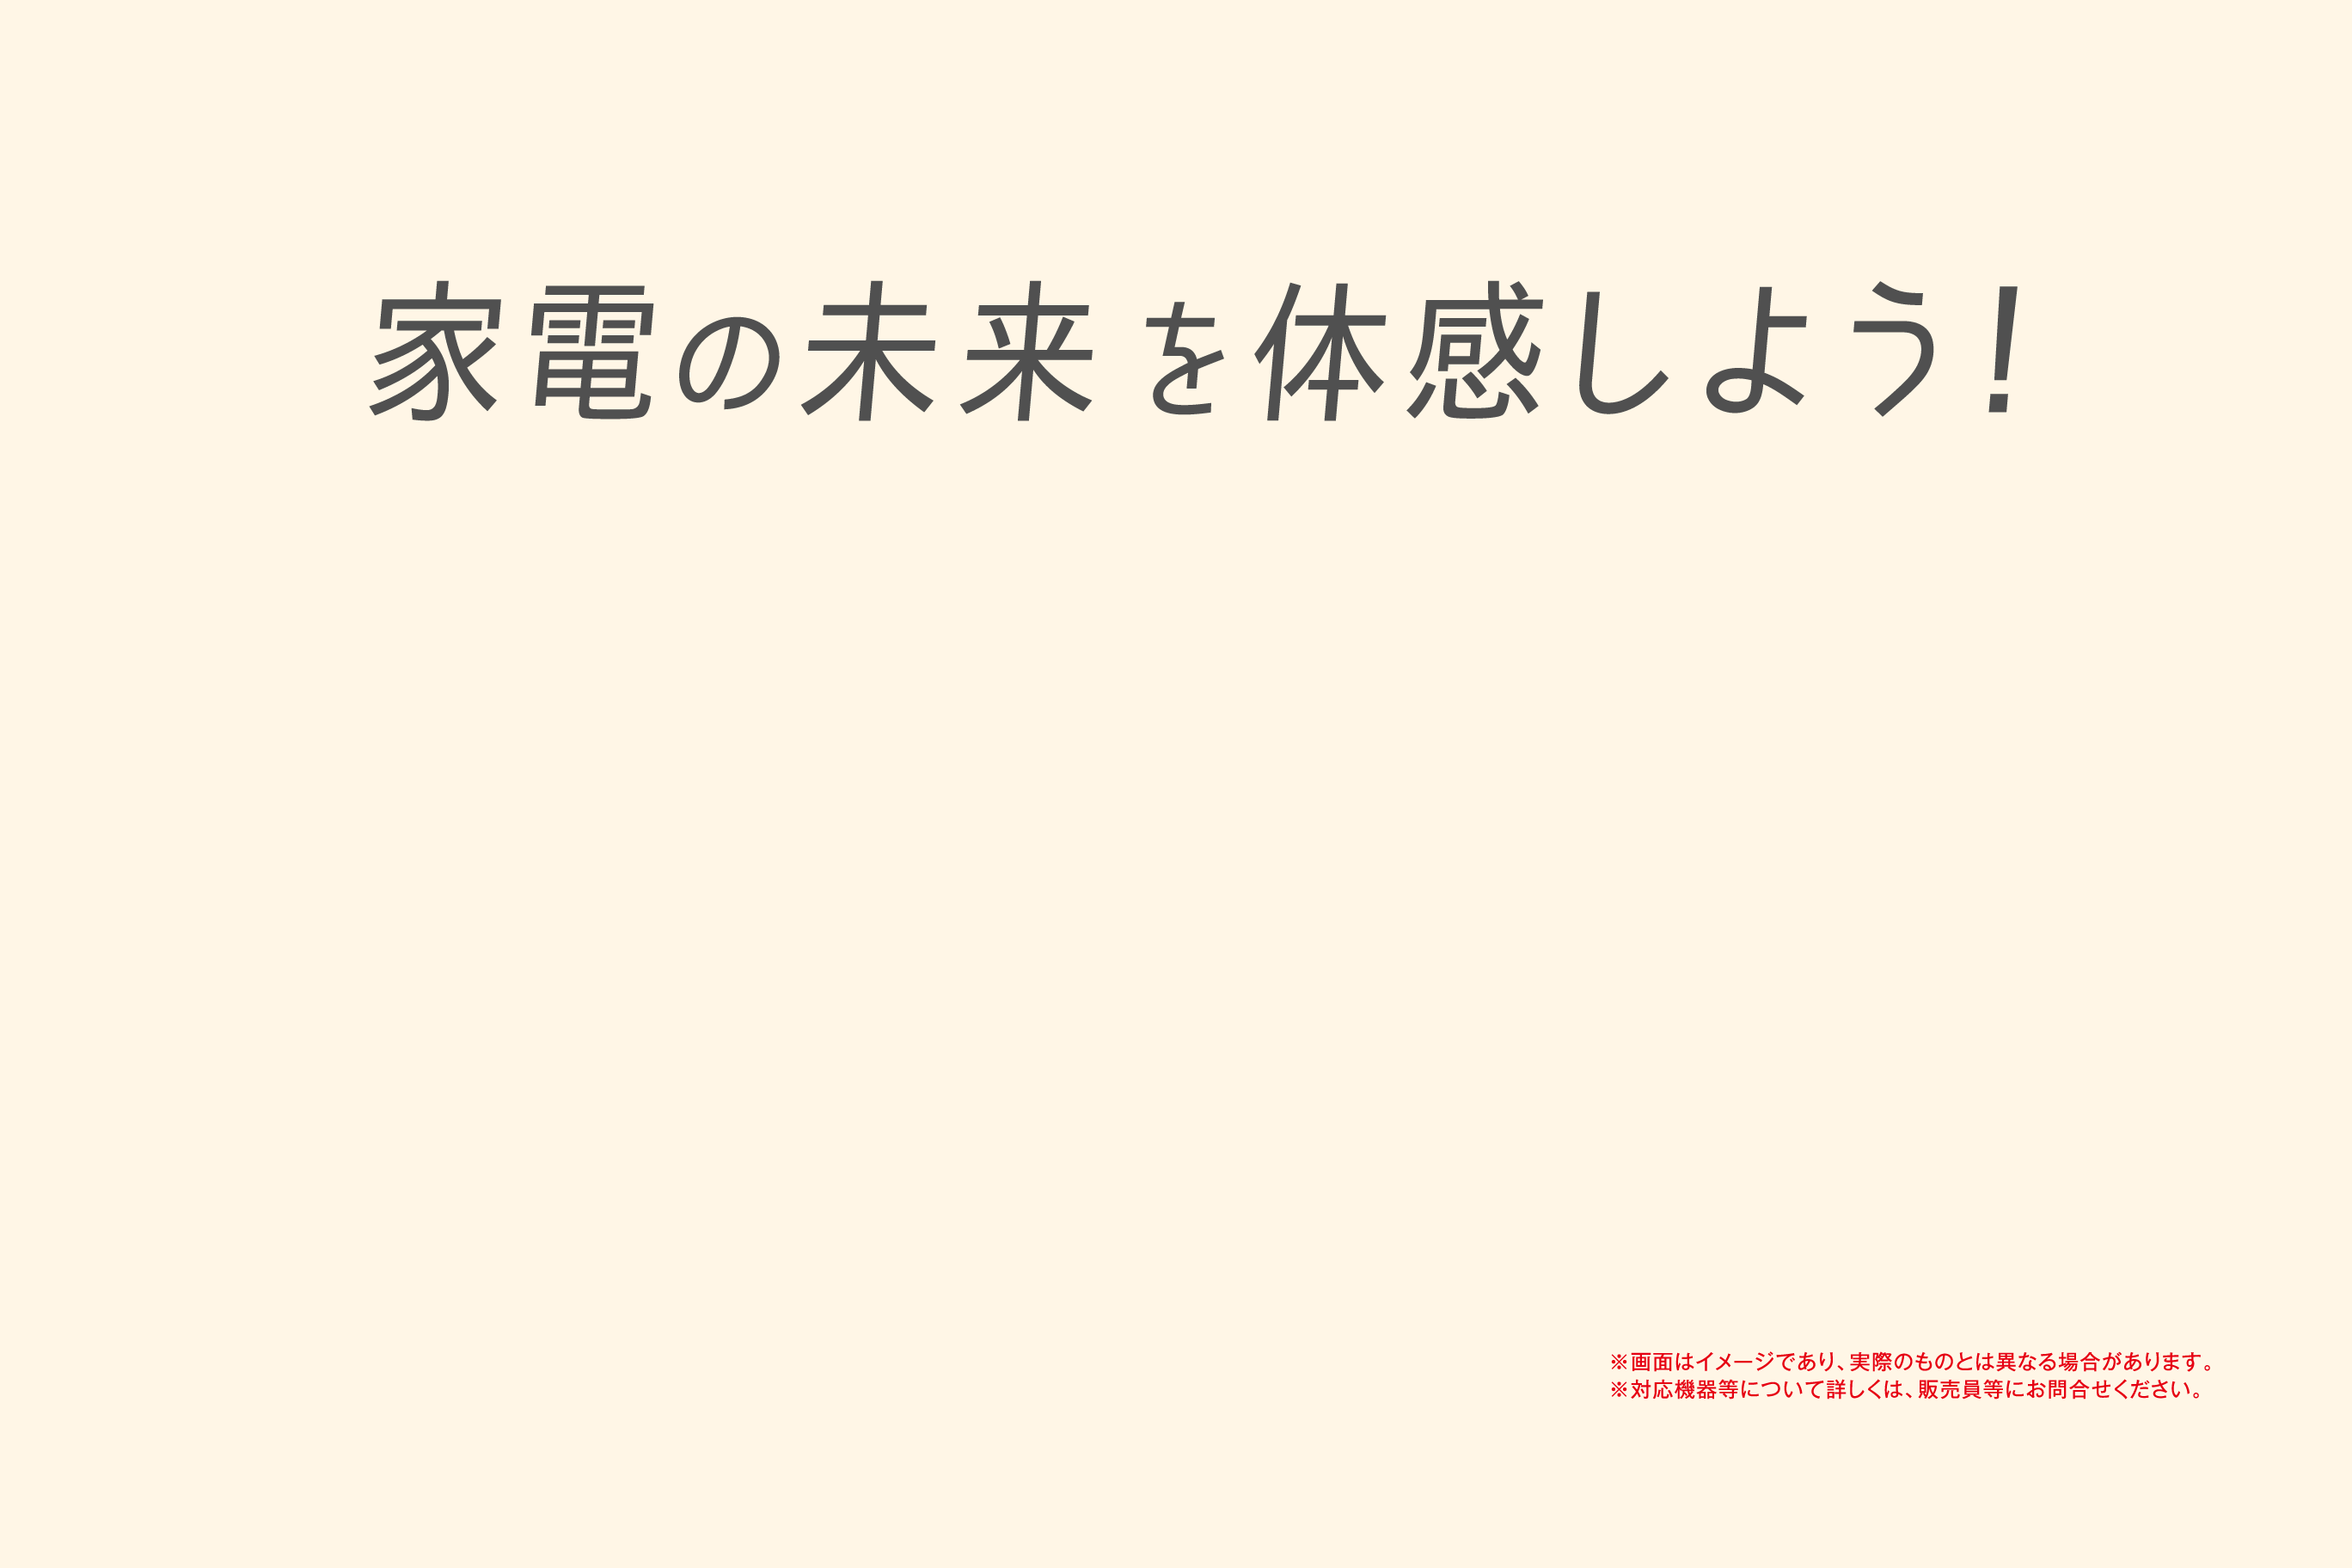 家電の未来を体感しよう!
※画面はイメージであり、実際のものとは異なる場合があります。
※対応機器等について詳しくは、販売員等にお問合せください。